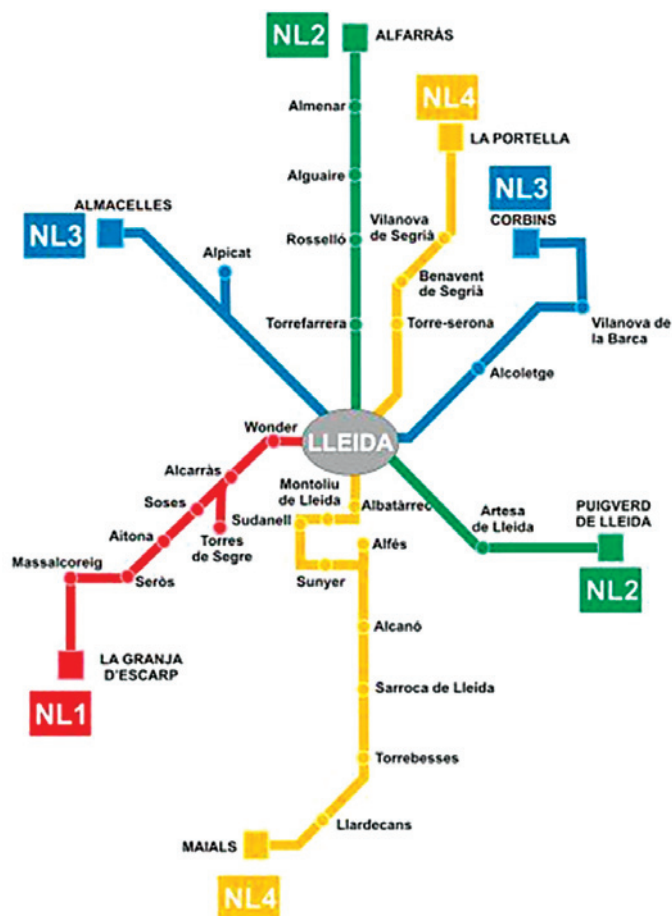 NL2
ALFARRÀS
Almenar
NL4
LA PORTELLA
Alguaire
NL3
CORBINS
ALMACELLES
NL3
Alpicat
Rosselló
Vilanova
de Segrià
Benavent
de Segrià
Torrefarrera
Torre-serona
Vilanova de
la Barca
Alcoletge
Wonder
LLEIDA
Alcarràs
Montoliu
de Lleida
Albatàrrec
Soses
Sudanell
Artesa
de Lleida
PUIGVERD
DE LLEIDA
Aitona
Torres
de Segre
Alfés
Massalcoreig
Seròs
Sunyer
NL2
Alcanó
LA GRANJA
D'ESCARP
NL1
Sarroca de Lleida
Torrebesses
Llardecans
MAIALS
NL4